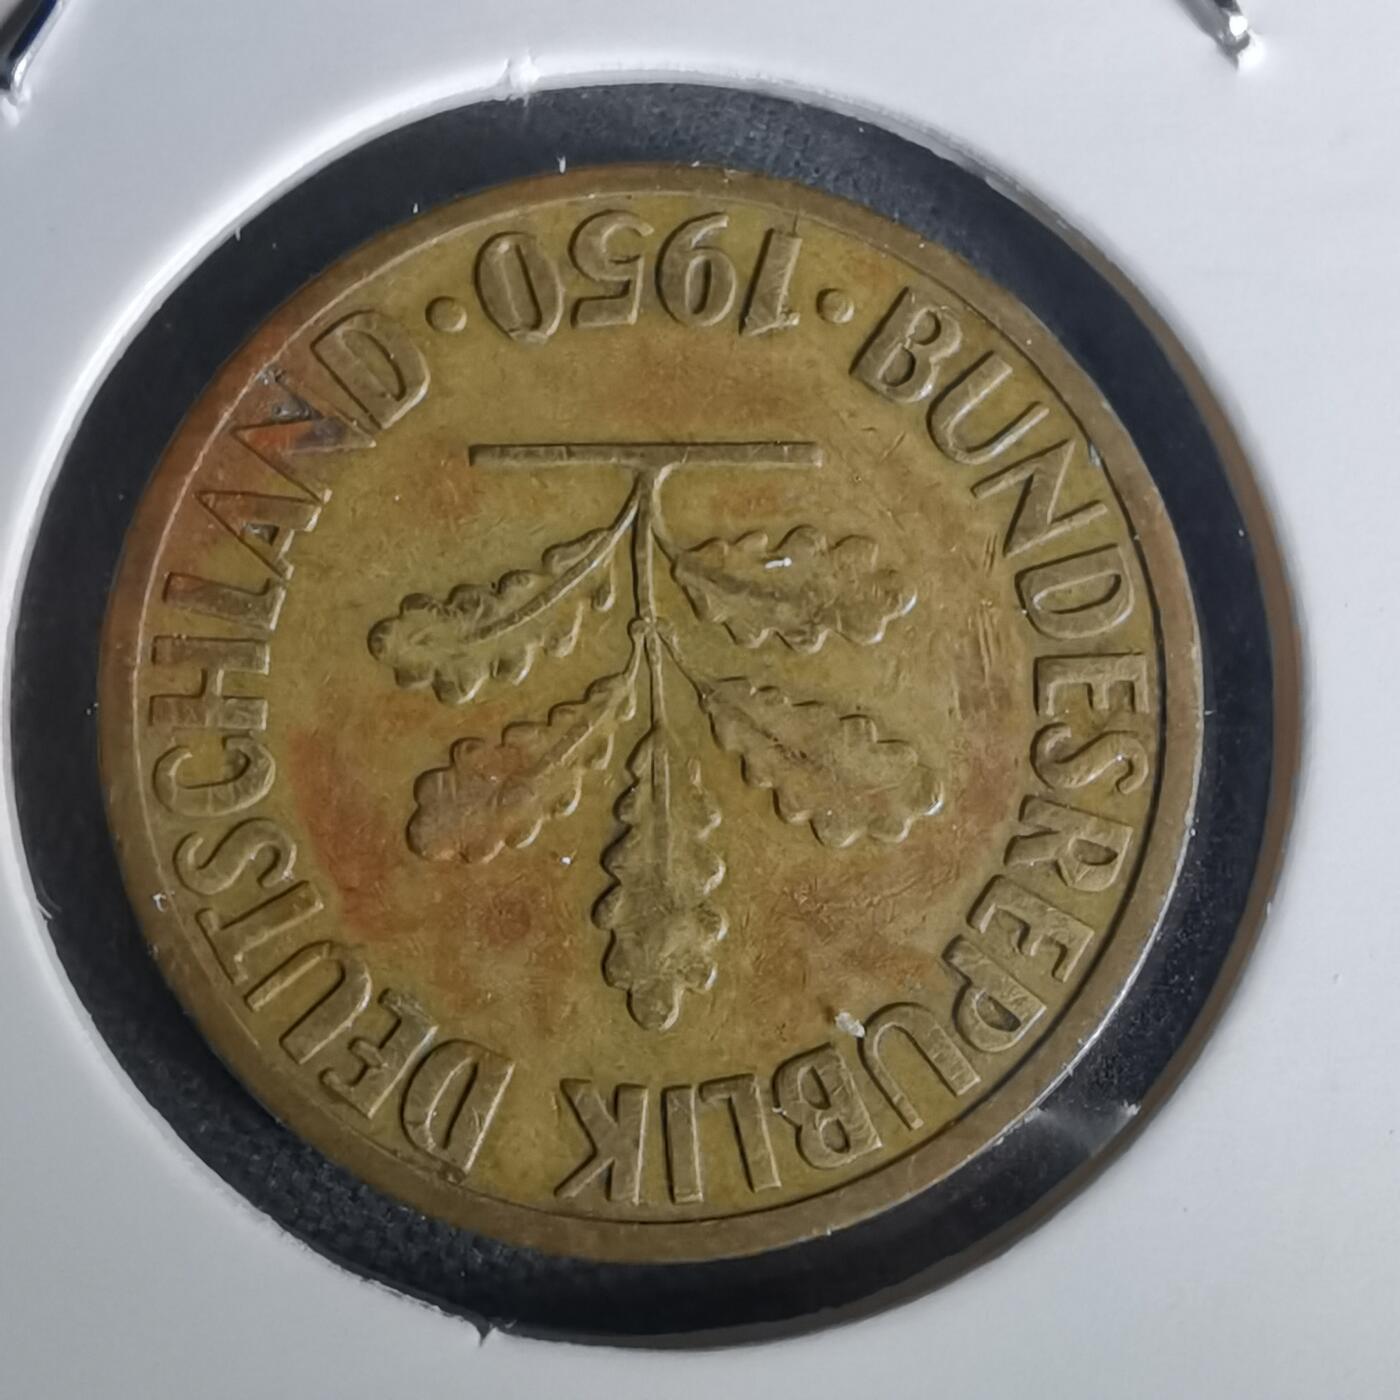 BUNDESREPUBLIK DEUTSCHLAND
· 1950 ·